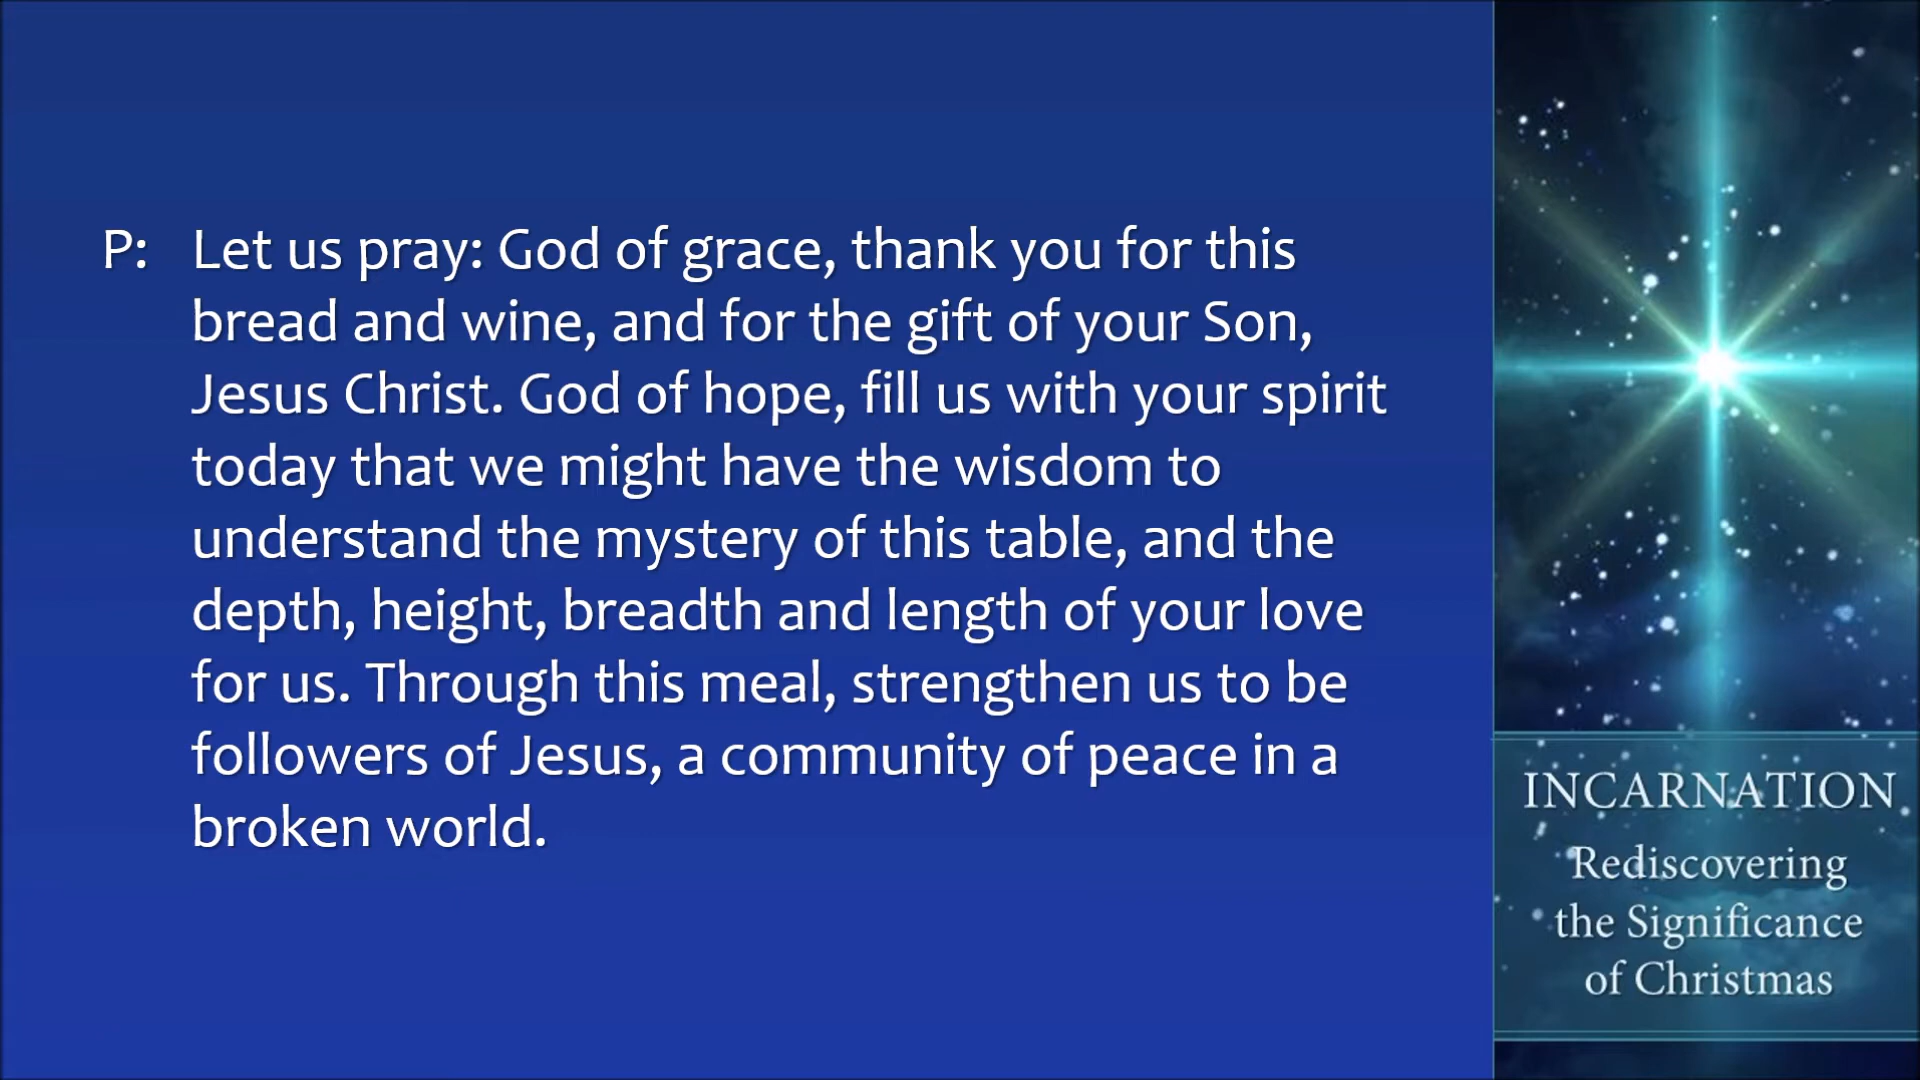 P: Let us pray: God of grace, thank you for this
bread and wine, and for the gift of your Son,
Jesus Christ. God of hope, fill us with your spirit
today that we might have the wisdom to
understand the mystery of this table, and the
depth, height, breadth and length of your love
for us. Through this meal, strengthen us to be
followers of Jesus, a community of peace in a
broken world.
INCARNATION
Rediscovering
the Significance
of Christmas